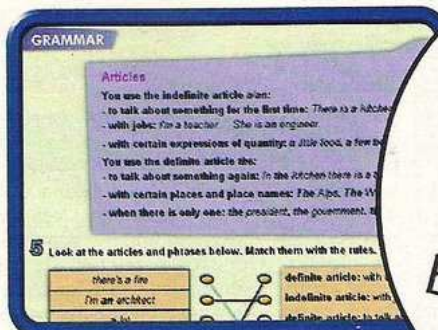 GRAMMAR
Articles
You use the indefinite article a/an:
- to talk about something for the first time: There is a kitchen
- with jobs: I'm a teacher. She is an engineer.
- with certain expressions of quantity: a little food, a few
You use the definite article the:
- to talk about something again: In the kitchen there is a
- with certain places and place names: The Alps, The
- when there is only one: the president, the government,
5 Look at the articles and phrases below. Match them with the rules.
there's a fire
definite article: with
I'm an architect
indefinite article: with
a lot
definite article: to talk